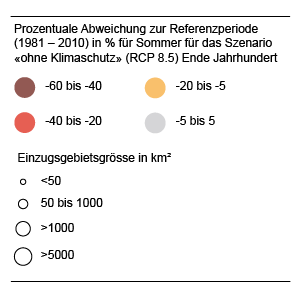 Prozentuale Abweichung zur Referenzperiode
(1981 – 2010) in % für Sommer für das Szenario
«ohne Klimaschutz» (RCP 8.5) Ende Jahrhundert
-60 bis -40
-20 bis -5
-40 bis -20
-5 bis 5
Einzugsgebietsgrösse in km²
<50
50 bis 1000
>1000
>5000